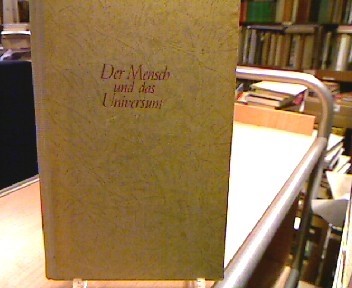 Der Mensch
und das
Universum